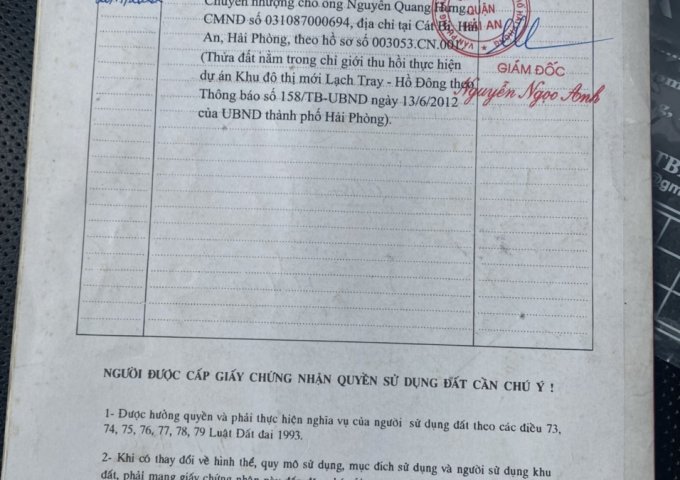 Chuyển nhượng cho ông Nguyễn Quang Hưng
CMND số 031087000694, địa chỉ tại Cát Bi, Hải
An, Hải Phòng, theo hồ sơ số 003053.CN.001
(Thửa đất nằm trong chỉ giới thu hồi thực hiện
dự án Khu đô thị mới Lạch Tray - Hồ Đông theo
Thông báo số 158/TB-UBND ngày 13/6/2012
của UBND thành phố Hải Phòng).
QUẬN
HẢI AN
GIÁM ĐỐC
Nguyễn Ngọc Anh
NGƯỜI ĐƯỢC CẤP GIẤY CHỨNG NHẬN QUYỀN SỬ DỤNG ĐẤT CẦN CHÚ Ý !
1- Được hưởng quyền và phải thực hiện nghĩa vụ của người sử dụng đất theo các điều 73,
74, 75, 76, 77, 78, 79 Luật Đất đai 1993.
2- Khi có thay đổi về hình thể, quy mô sử dụng, mục đích sử dụng và người sử dụng khu
đất, phải mang giấy chứng nhận này đến